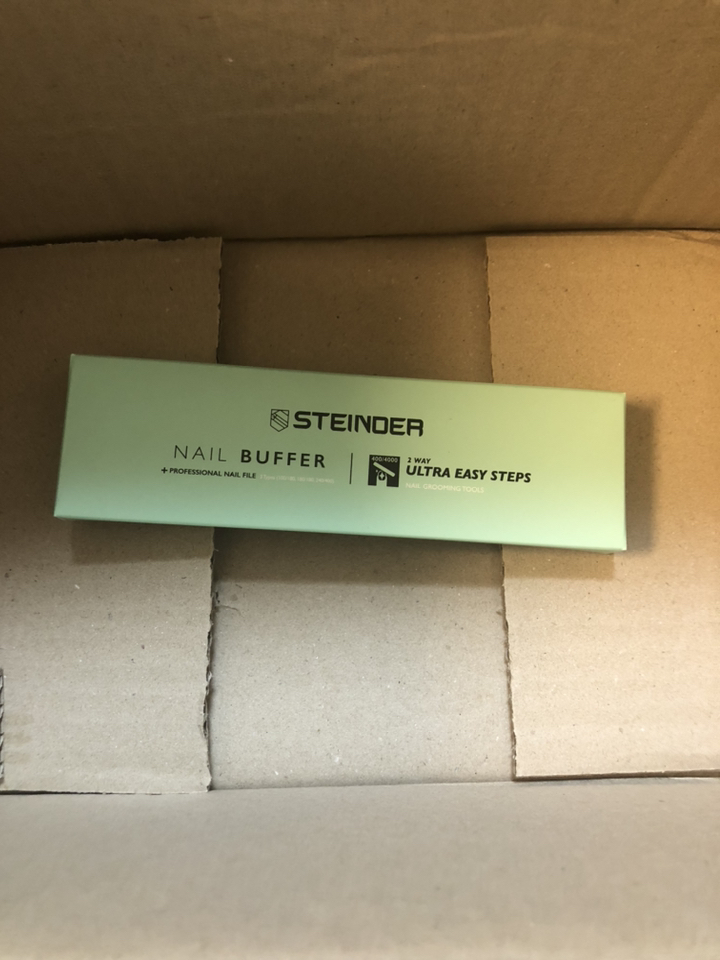 STEINDER
NAIL BUFFER
+ PROFESSIONAL NAIL FILE
400/4000
2 WAY
ULTRA EASY STEPS
NAIL GROOMING TOOLS